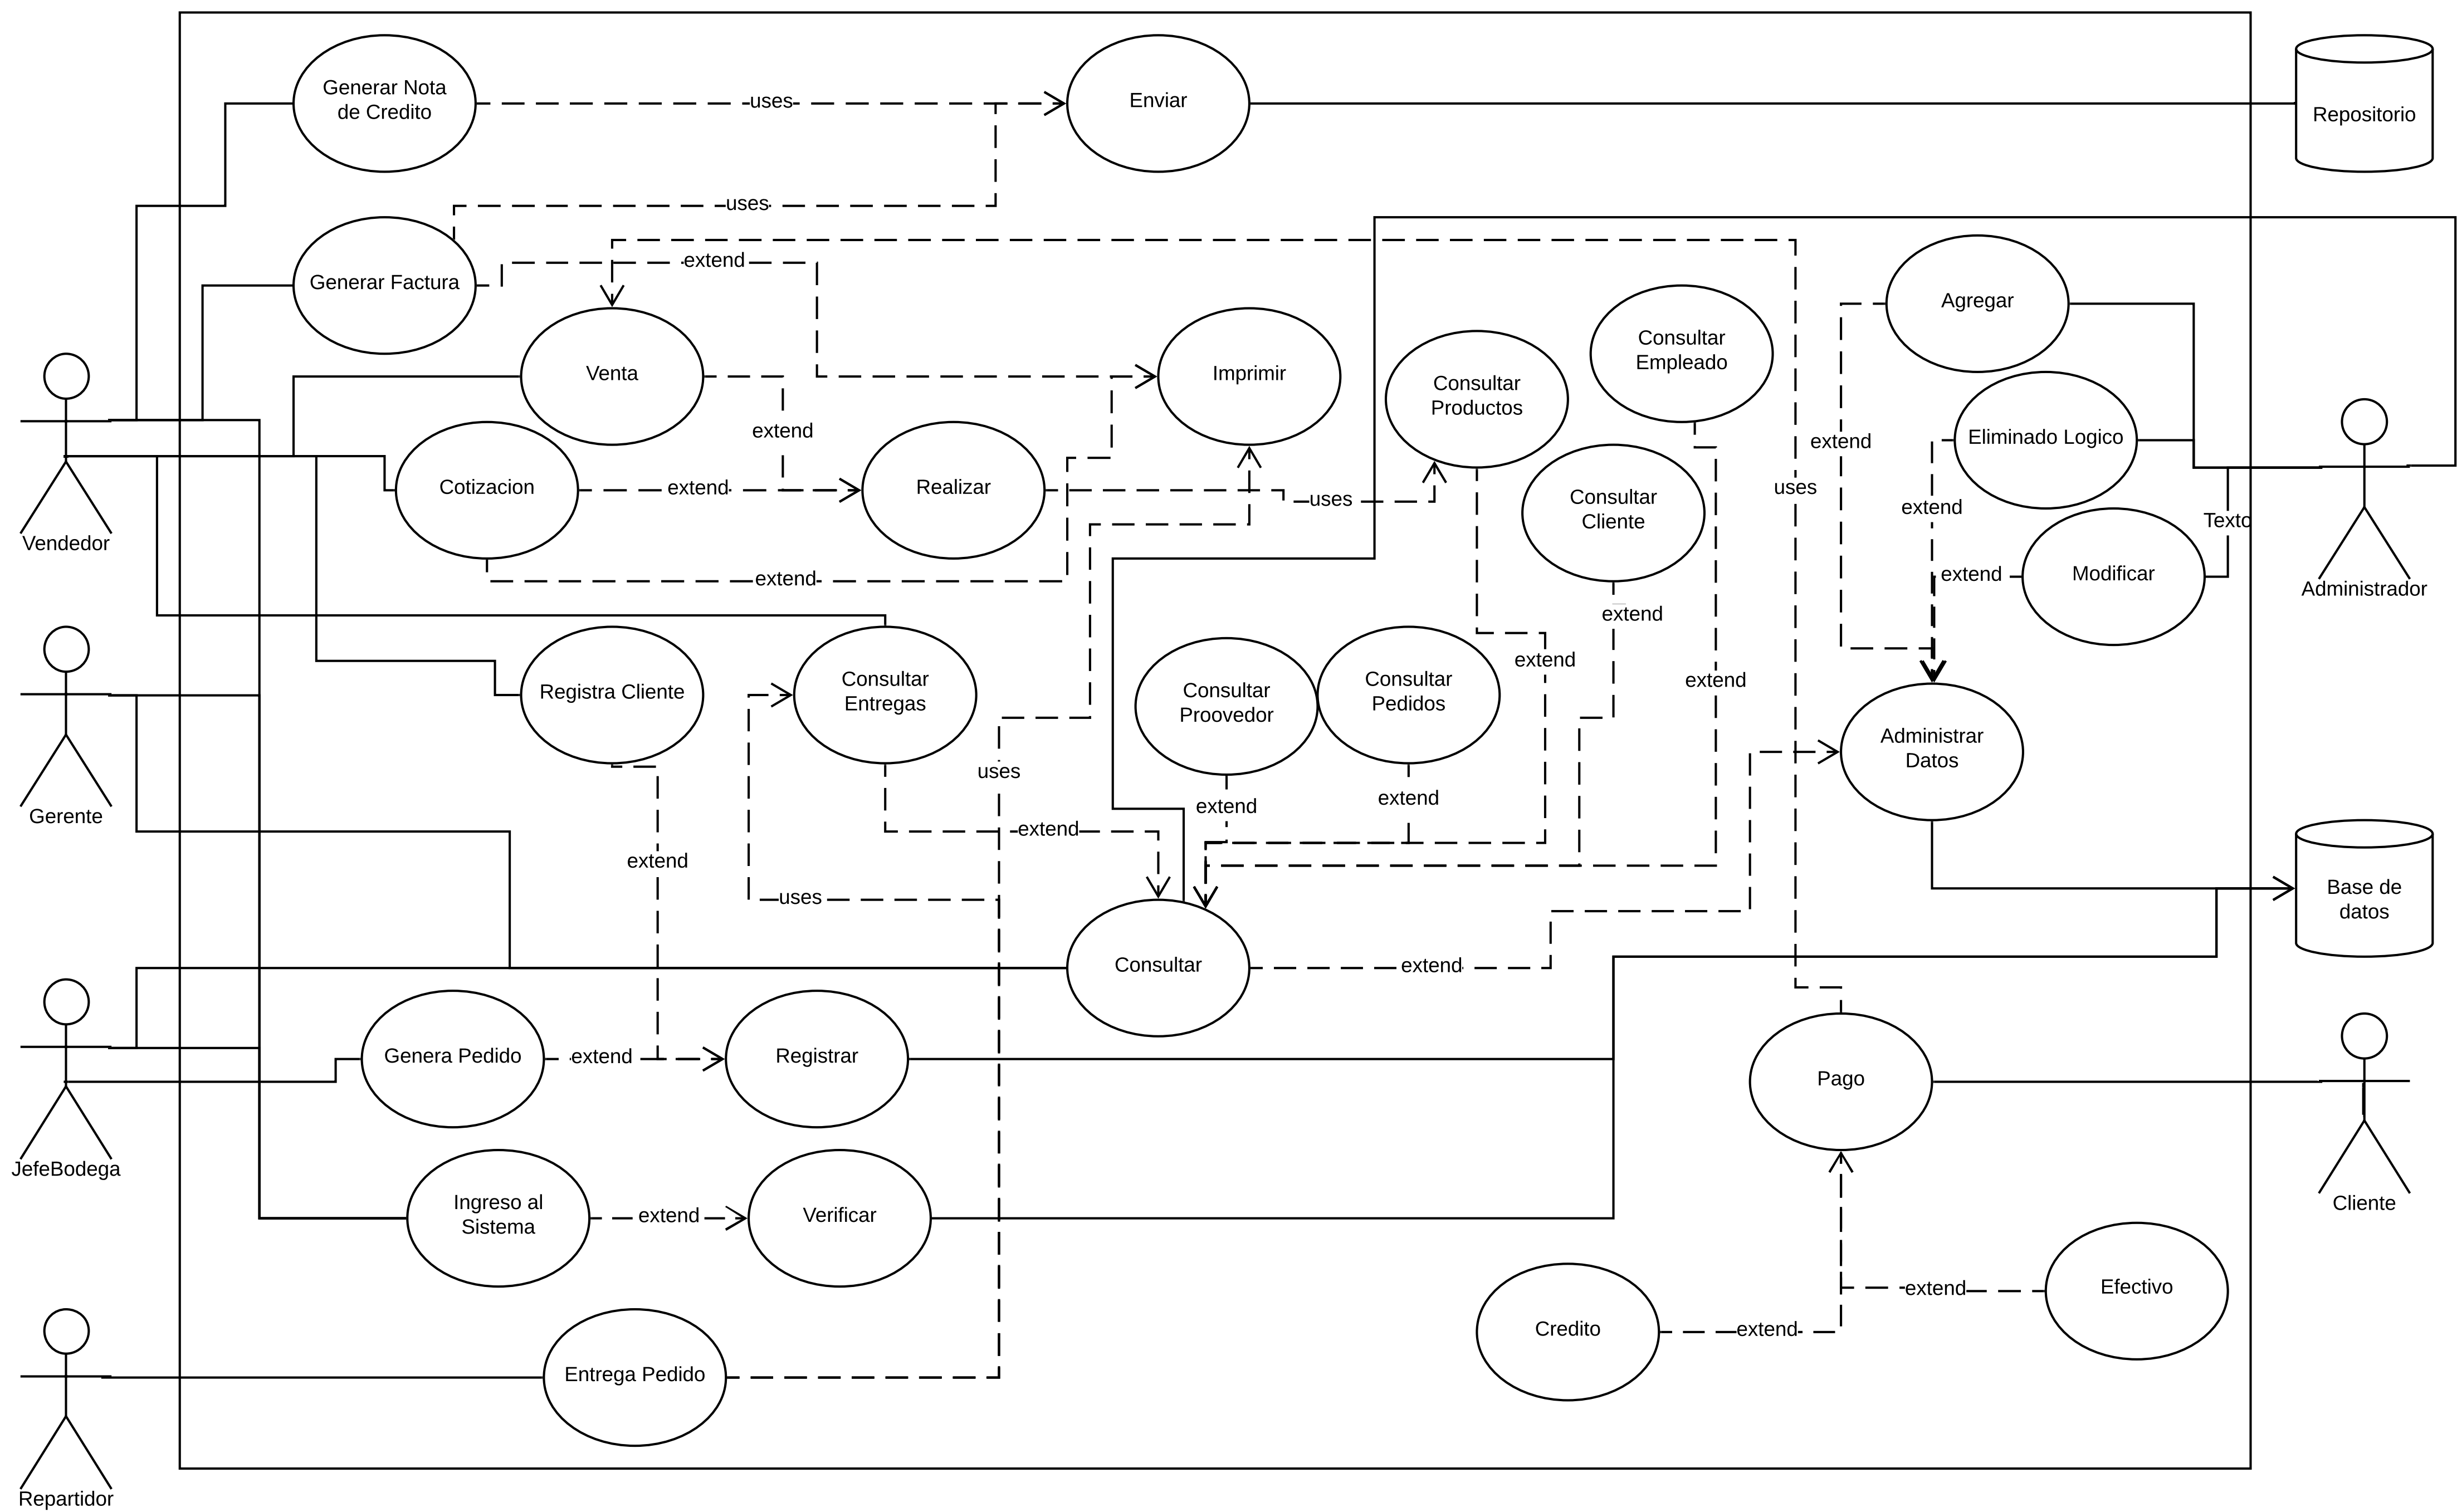 Generar Nota
de Credito
uses
Enviar
Repositorio
uses
Generar Factura
extend
Agregar
Venta
Imprimir
Consultar
Productos
Consultar
Empleado
extend
extend
Eliminado Logico
Cotizacion
extend
Realizar
uses
Consultar
Cliente
uses
extend
Texto
Vendedor
extend
extend
Modificar
Administrador
extend
Registra Cliente
Consultar
Entregas
Consultar
Proovedor
Consultar
Pedidos
extend
extend
Administrar
Datos
uses
Gerente
extend
extend
extend
extend
uses
Base de
datos
Consultar
extend
Genera Pedido
extend
Registrar
Pago
JefeBodega
Ingreso al
Sistema
extend
Verificar
Cliente
extend
Efectivo
Credito
extend
Entrega Pedido
Repartidor